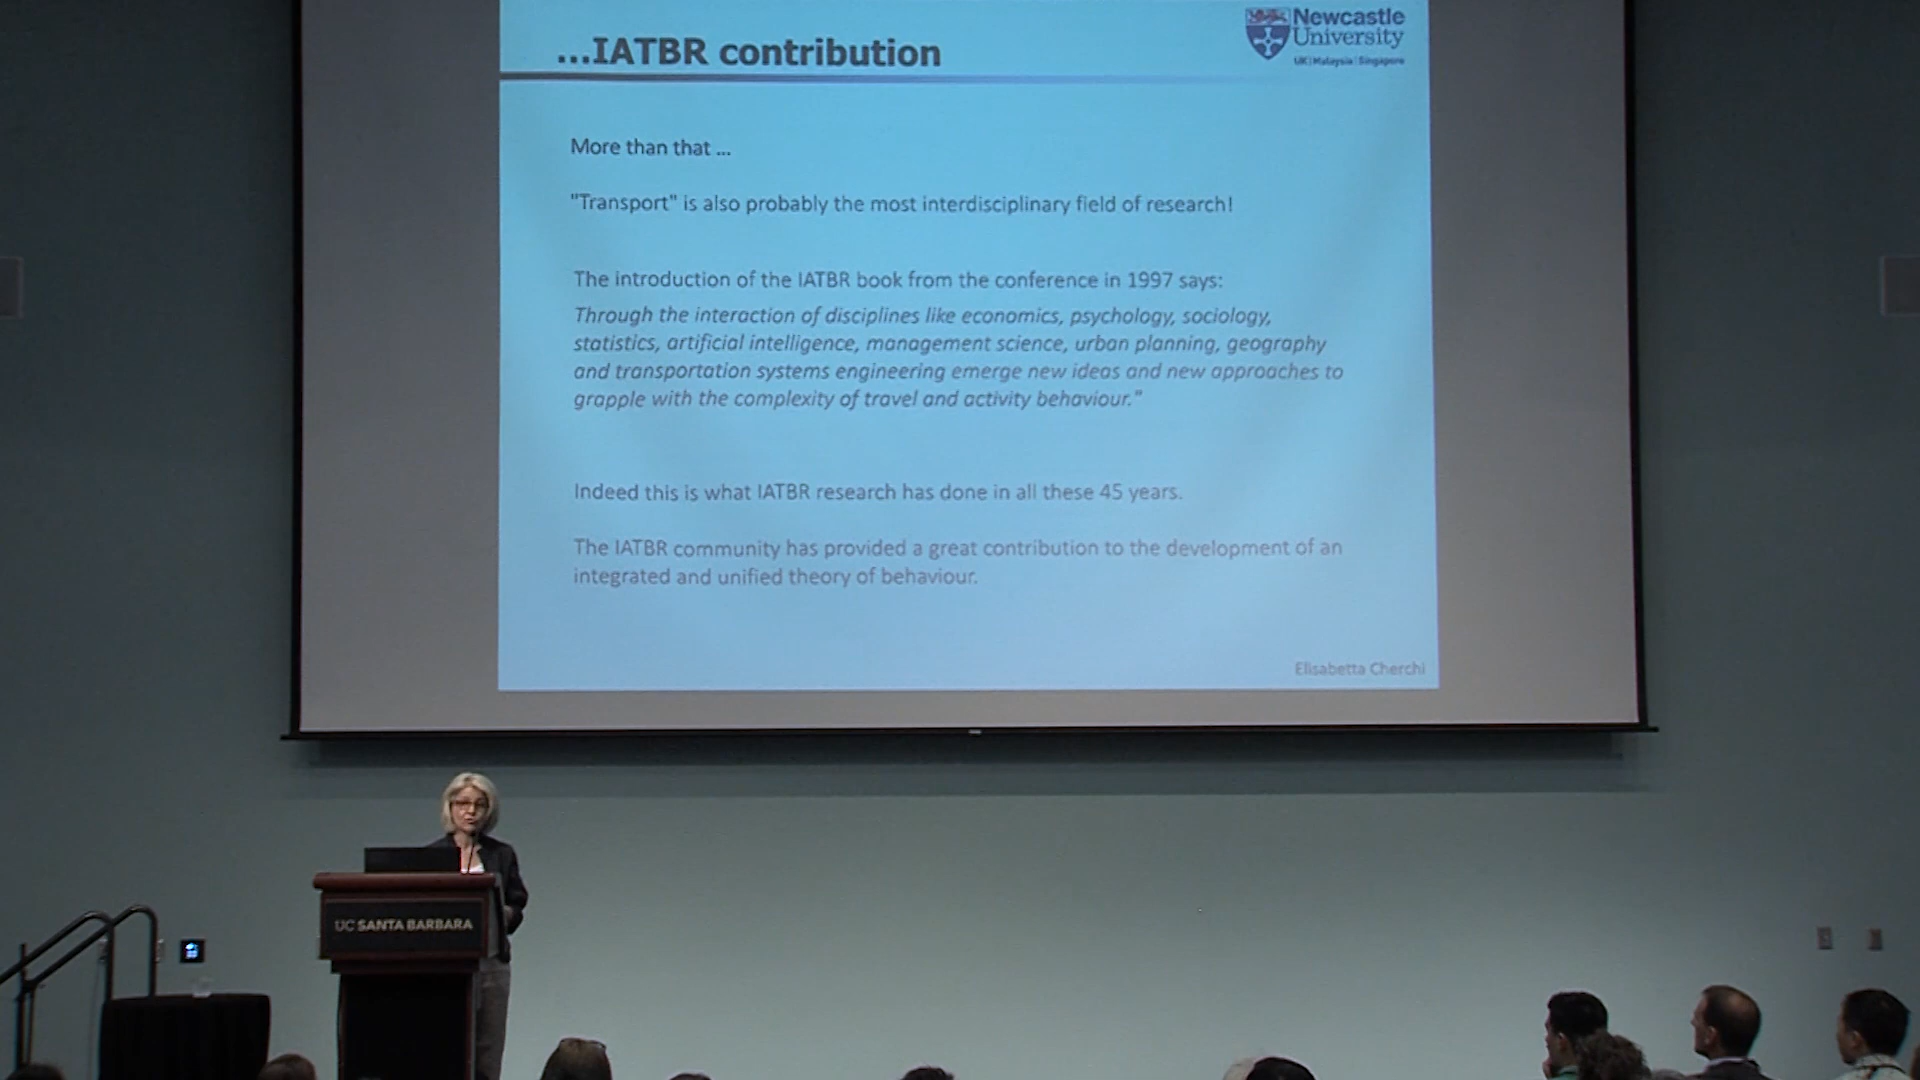 ...IATBR contribution
Newcastle
University
UK | Malaysia | Singapore
More than that ...
"Transport" is also probably the most interdisciplinary field of research!
The introduction of the IATBR book from the conference in 1997 says:
Through the interaction of disciplines like economics, psychology, sociology,
statistics, artificial intelligence, management science, urban planning, geography
and transportation systems engineering emerge new ideas and new approaches to
grapple with the complexity of travel and activity behaviour."
Indeed this is what IATBR research has done in all these 45 years.
The IATBR community has provided a great contribution to the development of an
integrated and unified theory of behaviour.
Elisabetta Cherchi
UC SANTA BARBARA